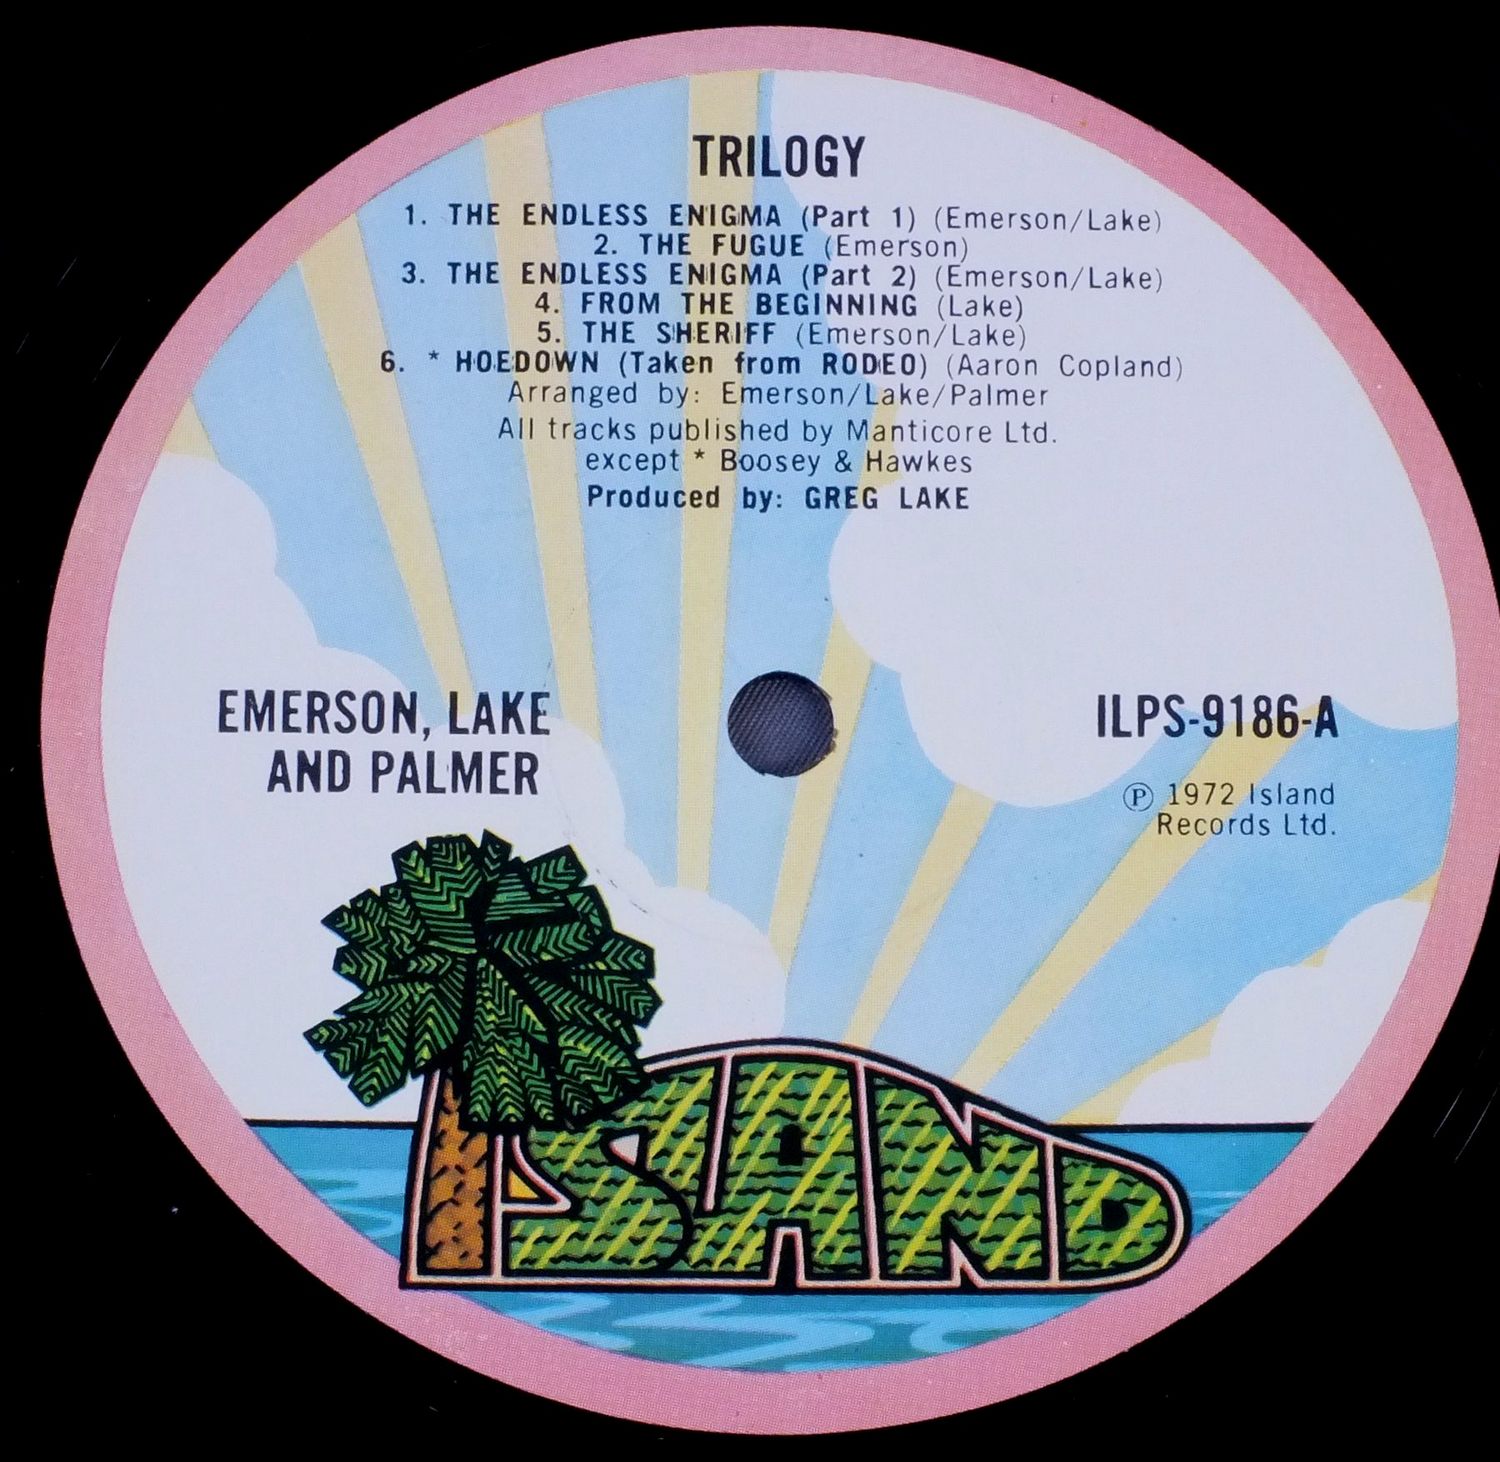 TRILOGY
1. THE ENDLESS ENIGMA (Part 1) (Emerson/Lake)
2. THE FUGUE (Emerson)
3. THE ENDLESS ENIGMA (Part 2) (Emerson/Lake)
4. FROM THE BEGINNING (Lake)
5. THE SHERIFF (Emerson/Lake)
6. * HOEDOWN (Taken from RODEO) (Aaron Copland)
Arranged by: Emerson/Lake/Palmer
All tracks published by Manticore Ltd.
except * Boosey & Hawkes
Produced by: GREG LAKE
EMERSON, LAKE
AND PALMER
ILPS-9186-A
℗ 1972 Island
Records Ltd.
ISLAND